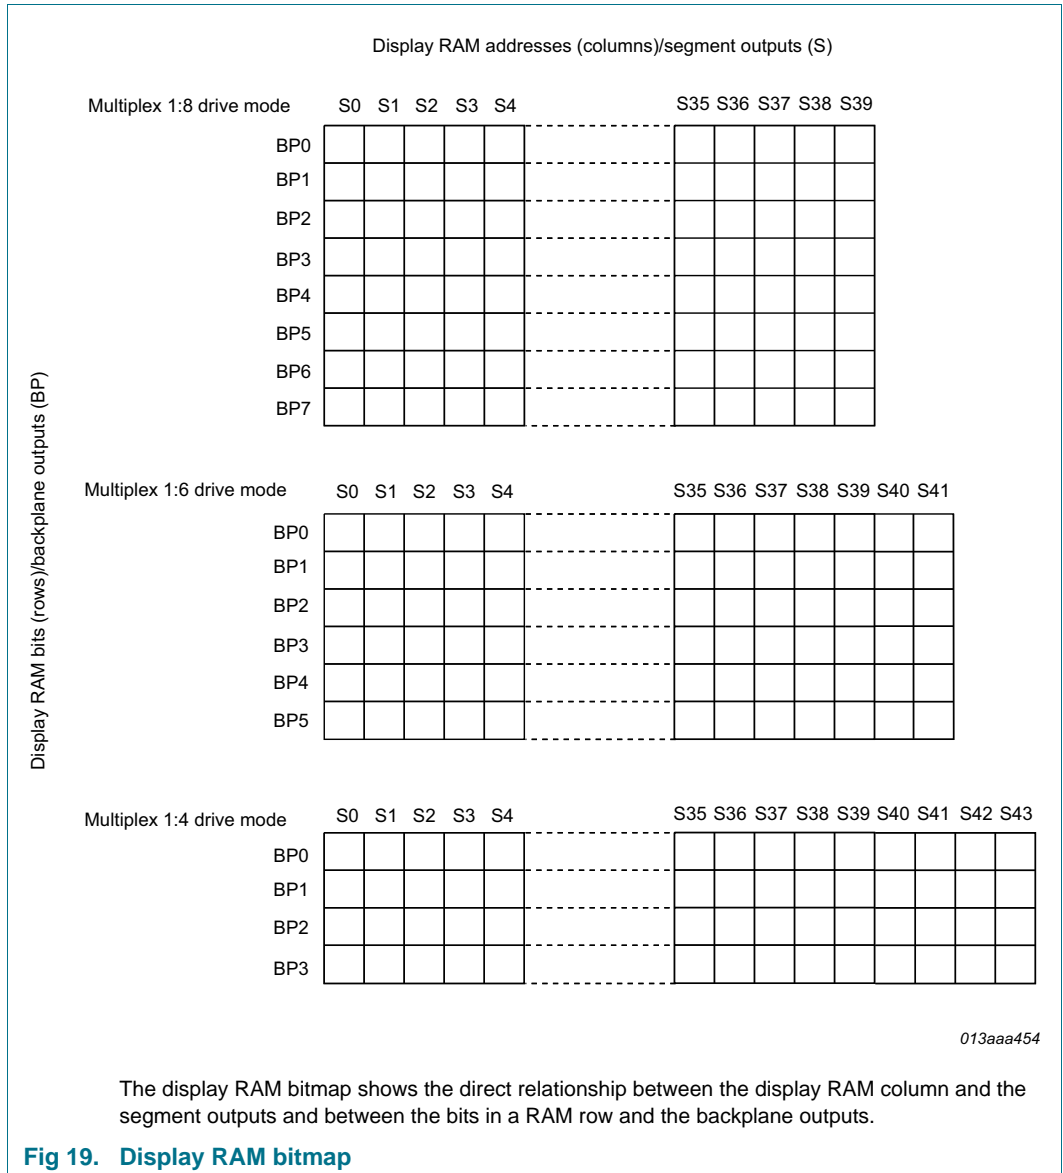 Display RAM addresses (columns)/segment outputs (S)
Multiplex 1:8 drive mode S0 S1 S2 S3 S4 S35 S36 S37 S38 S39
BP0
BP1
BP2
BP3
BP4
BP5
BP6
BP7
Display RAM bits (rows)/backplane outputs (BP)
Multiplex 1:6 drive mode S0 S1 S2 S3 S4 S35 S36 S37 S38 S39 S40 S41
BP0
BP1
BP2
BP3
BP4
BP5
Multiplex 1:4 drive mode S0 S1 S2 S3 S4 S35 S36 S37 S38 S39 S40 S41 S42 S43
BP0
BP1
BP2
BP3
013aaa454
The display RAM bitmap shows the direct relationship between the display RAM column and the
segment outputs and between the bits in a RAM row and the backplane outputs.
Fig 19. Display RAM bitmap